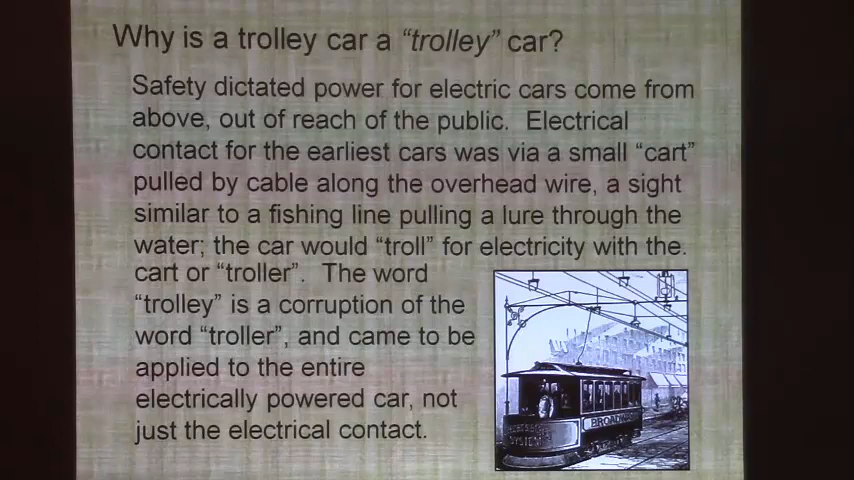 Why is a trolley car a “trolley” car?
Safety dictated power for electric cars come from
above, out of reach of the public. Electrical
contact for the earliest cars was via a small “cart”
pulled by cable along the overhead wire, a sight
similar to a fishing line pulling a lure through the
water; the car would “troll” for electricity with the.
cart or “troller”. The word
“trolley” is a corruption of the
word “troller”, and came to be
applied to the entire
electrically powered car, not
just the electrical contact.
BROAD
SYSTEM